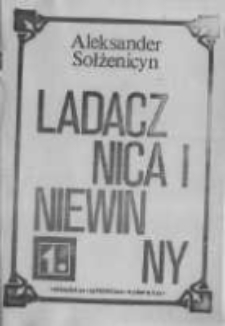 Aleksander
Sołżenicyn
LADACZ
NICA I
NIEWIN
NY